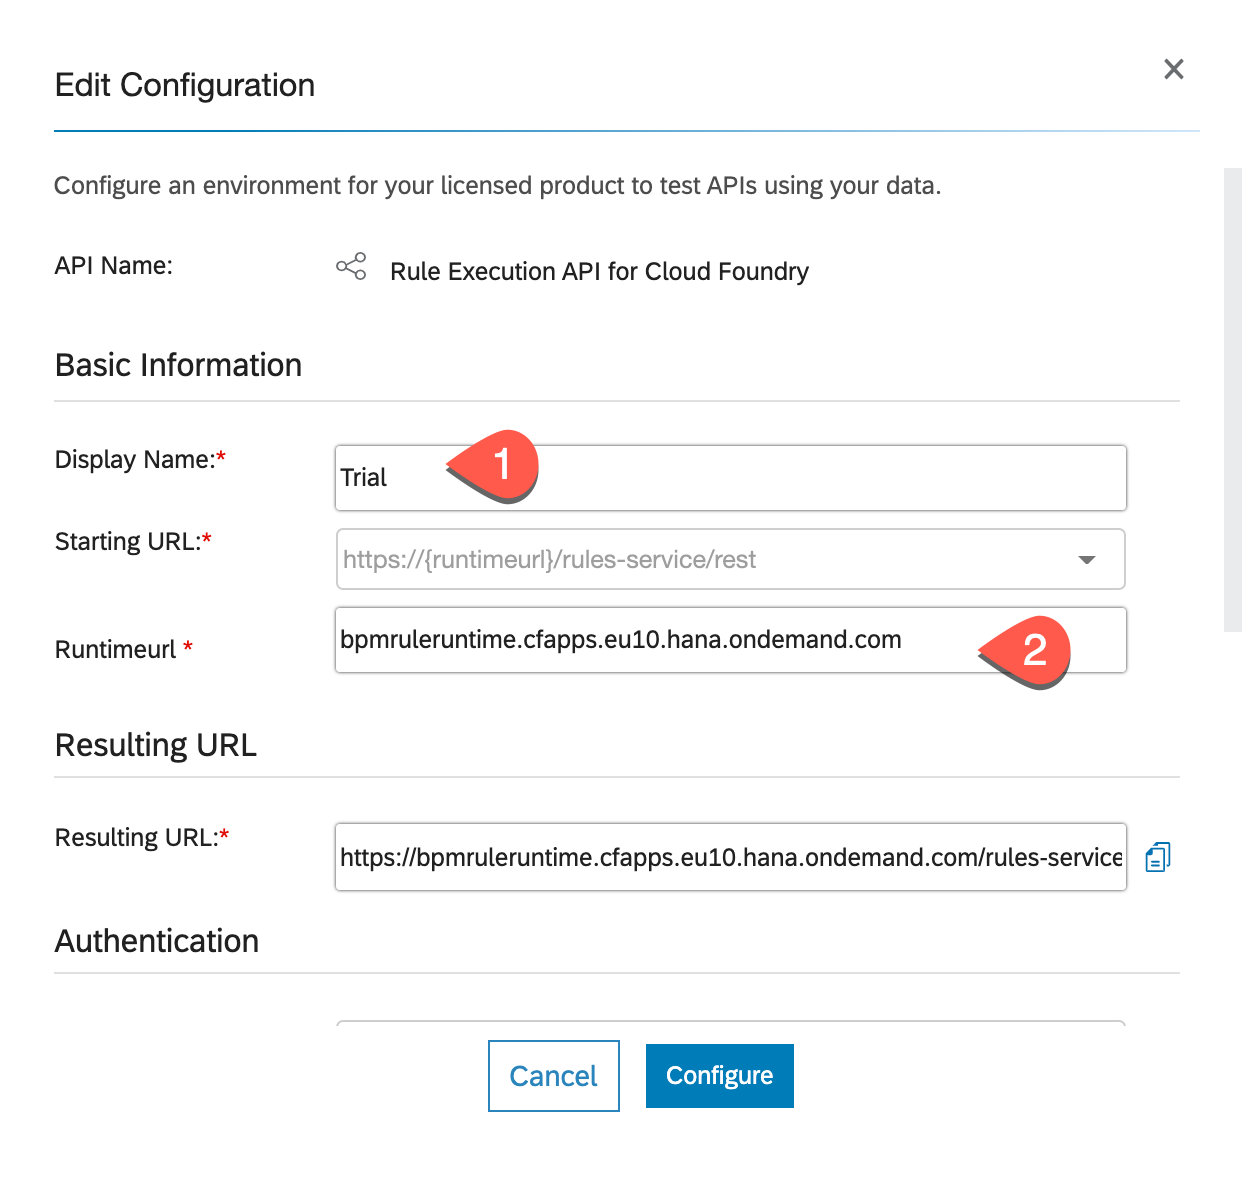 Edit Configuration
Configure an environment for your licensed product to test APIs using your data.
API Name:
Rule Execution API for Cloud Foundry
Basic Information
Display Name:*
Trial
1
Starting URL:*
https://{runtimeurl}/rules-service/rest
Runtimeurl *
bpmruleruntime.cfapps.eu10.hana.ondemand.com
2
Resulting URL
Resulting URL:*
https://bpmruleruntime.cfapps.eu10.hana.ondemand.com/rules-service
Authentication
Cancel
Configure